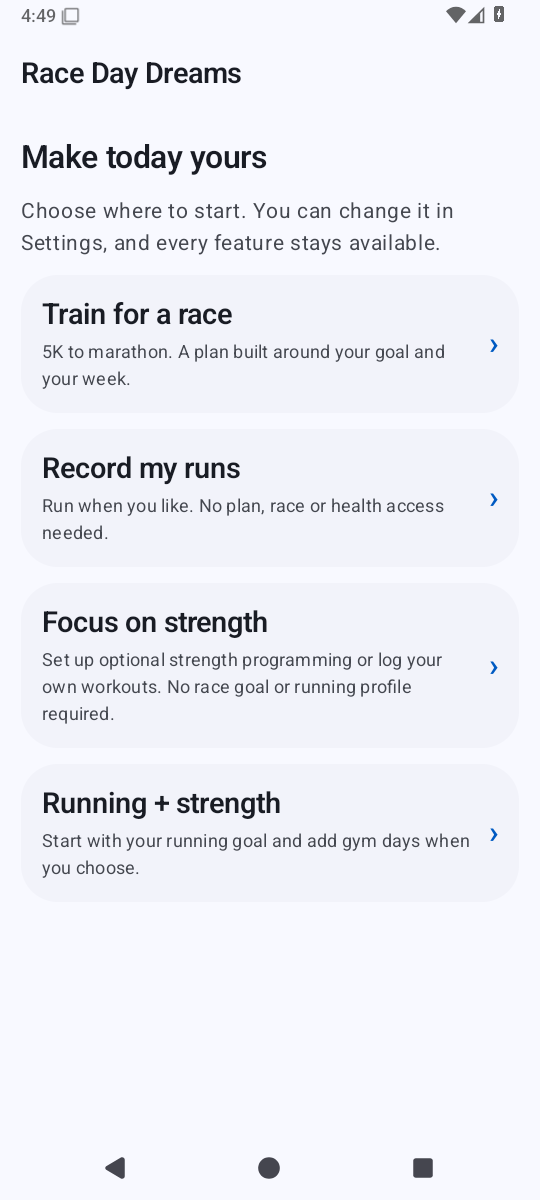 4:49
Race Day Dreams
Make today yours
Choose where to start. You can change it in
Settings, and every feature stays available.
Train for a race
5K to marathon. A plan built around your goal and
your week.
Record my runs
Run when you like. No plan, race or health access
needed.
Focus on strength
Set up optional strength programming or log your
own workouts. No race goal or running profile
required.
Running + strength
Start with your running goal and add gym days when
you choose.